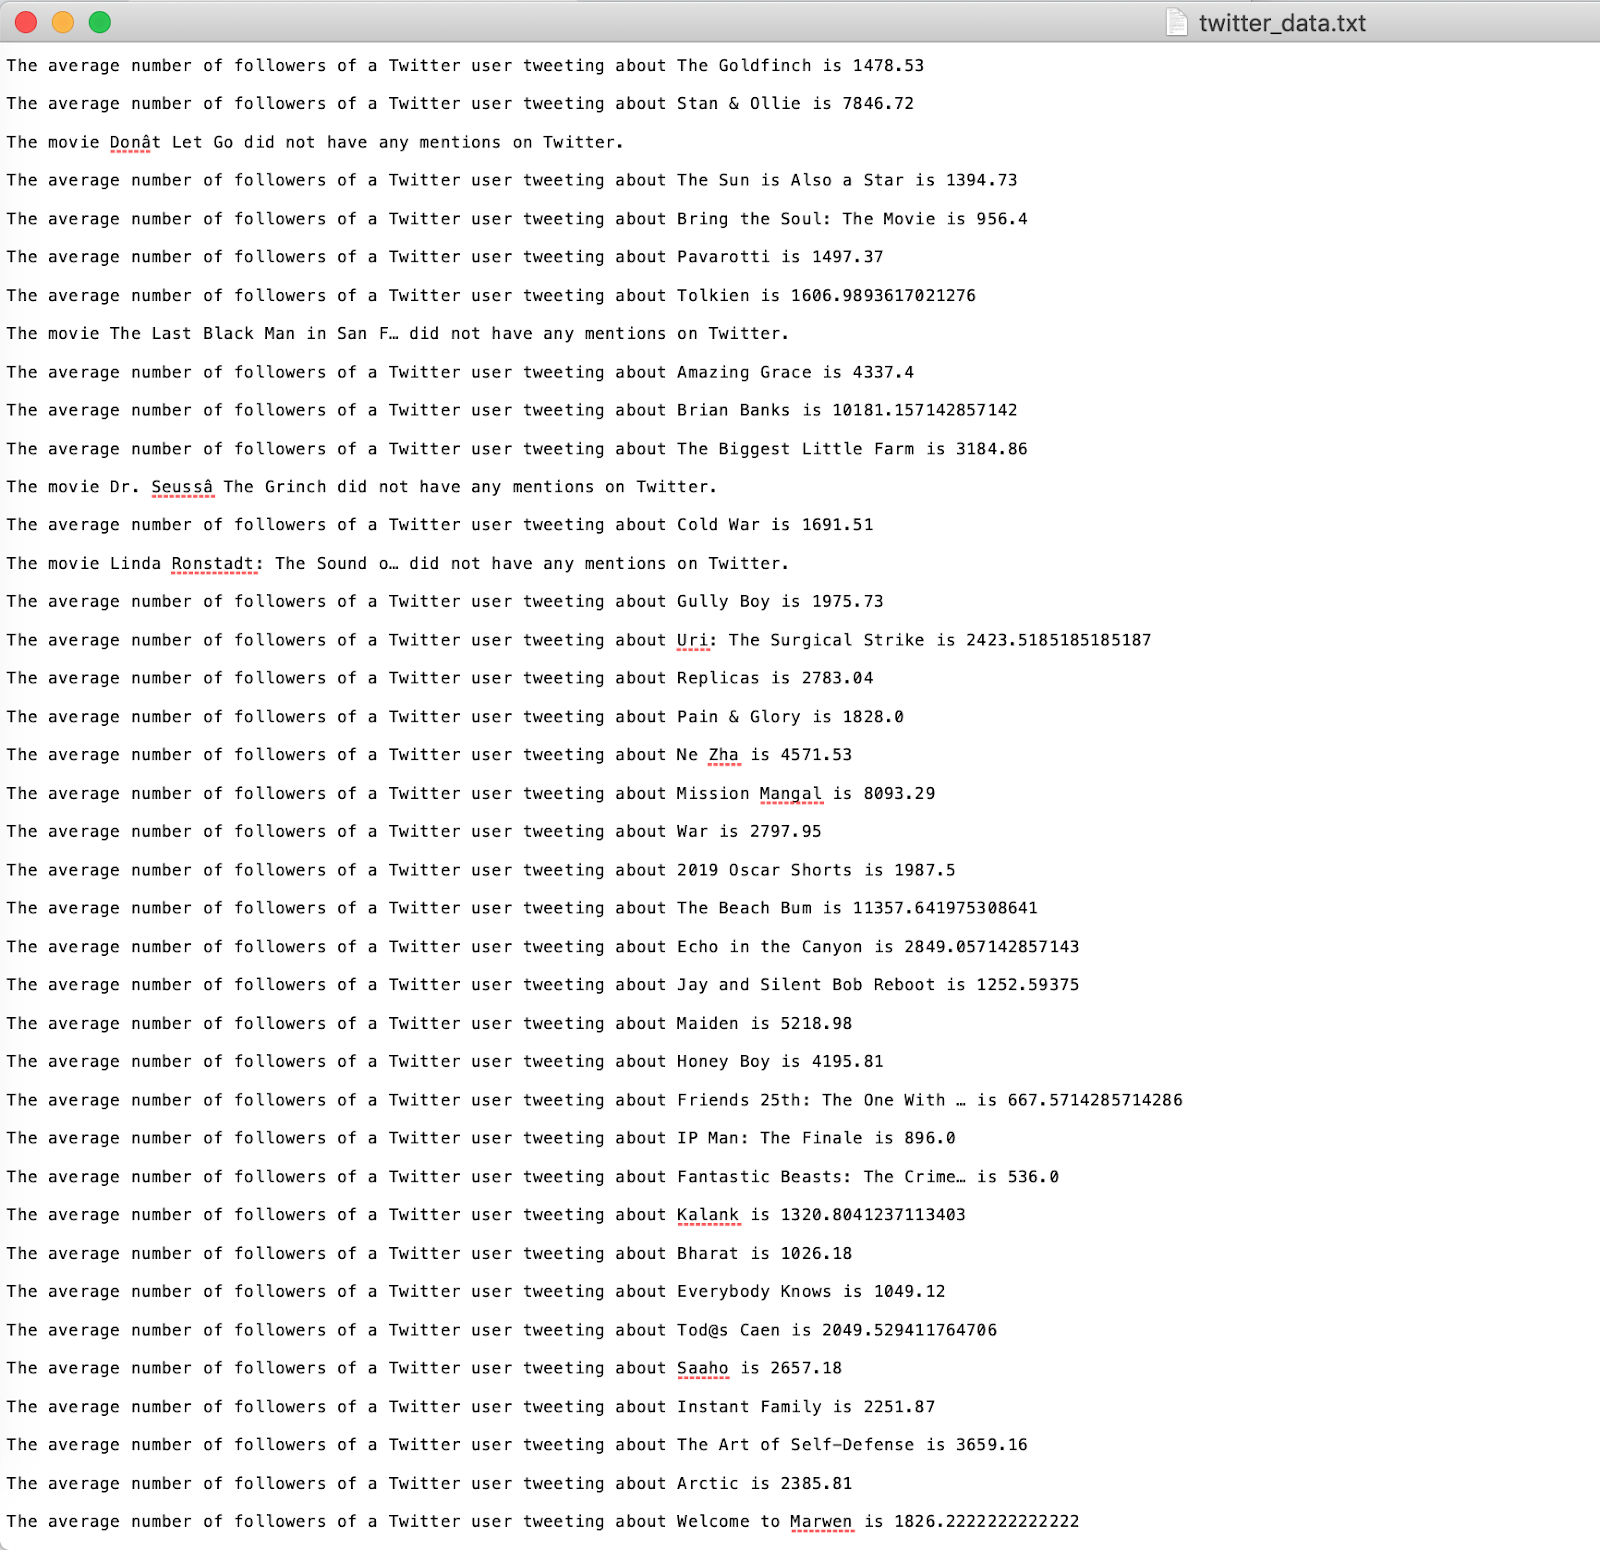 twitter_data.txt
The average number of followers of a Twitter user tweeting about The Goldfinch is 1478.53
The average number of followers of a Twitter user tweeting about Stan & Ollie is 7846.72
The movie Donât Let Go did not have any mentions on Twitter.
The average number of followers of a Twitter user tweeting about The Sun is Also a Star is 1394.73
The average number of followers of a Twitter user tweeting about Bring the Soul: The Movie is 956.4
The average number of followers of a Twitter user tweeting about Pavarotti is 1497.37
The average number of followers of a Twitter user tweeting about Tolkien is 1606.9893617021276
The movie The Last Black Man in San F… did not have any mentions on Twitter.
The average number of followers of a Twitter user tweeting about Amazing Grace is 4337.4
The average number of followers of a Twitter user tweeting about Brian Banks is 10181.157142857142
The average number of followers of a Twitter user tweeting about The Biggest Little Farm is 3184.86
The movie Dr. Seussâ The Grinch did not have any mentions on Twitter.
The average number of followers of a Twitter user tweeting about Cold War is 1691.51
The movie Linda Ronstadt: The Sound o… did not have any mentions on Twitter.
The average number of followers of a Twitter user tweeting about Gully Boy is 1975.73
The average number of followers of a Twitter user tweeting about Uri: The Surgical Strike is 2423.5185185185187
The average number of followers of a Twitter user tweeting about Replicas is 2783.04
The average number of followers of a Twitter user tweeting about Pain & Glory is 1828.0
The average number of followers of a Twitter user tweeting about Ne Zha is 4571.53
The average number of followers of a Twitter user tweeting about Mission Mangal is 8093.29
The average number of followers of a Twitter user tweeting about War is 2797.95
The average number of followers of a Twitter user tweeting about 2019 Oscar Shorts is 1987.5
The average number of followers of a Twitter user tweeting about The Beach Bum is 11357.641975308641
The average number of followers of a Twitter user tweeting about Echo in the Canyon is 2849.057142857143
The average number of followers of a Twitter user tweeting about Jay and Silent Bob Reboot is 1252.59375
The average number of followers of a Twitter user tweeting about Maiden is 5218.98
The average number of followers of a Twitter user tweeting about Honey Boy is 4195.81
The average number of followers of a Twitter user tweeting about Friends 25th: The One With … is 667.5714285714286
The average number of followers of a Twitter user tweeting about IP Man: The Finale is 896.0
The average number of followers of a Twitter user tweeting about Fantastic Beasts: The Crime… is 536.0
The average number of followers of a Twitter user tweeting about Kalank is 1320.8041237113403
The average number of followers of a Twitter user tweeting about Bharat is 1026.18
The average number of followers of a Twitter user tweeting about Everybody Knows is 1049.12
The average number of followers of a Twitter user tweeting about Tod@s Caen is 2049.529411764706
The average number of followers of a Twitter user tweeting about Saaho is 2657.18
The average number of followers of a Twitter user tweeting about Instant Family is 2251.87
The average number of followers of a Twitter user tweeting about The Art of Self-Defense is 3659.16
The average number of followers of a Twitter user tweeting about Arctic is 2385.81
The average number of followers of a Twitter user tweeting about Welcome to Marwen is 1826.2222222222222